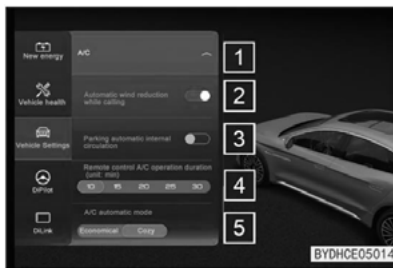 New energy
A/C
1
Vehicle health
Automatic wind reduction
while calling
2
Vehicle Settings
Parking automatic internal
circulation
3
DiPilot
Remote control A/C operation duration
(unit: min)
10 15 20 25 30
4
DiLink
A/C automatic mode
Economical Cozy
5
BYDHCE05014